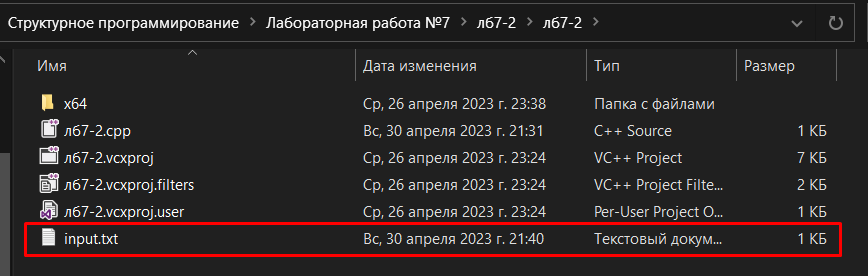 Структурное программирование > Лабораторная работа №7 > лб7-2 > лб7-2 >
Имя Дата изменения Тип Размер
x64 Ср, 26 апреля 2023 г. 23:38 Папка с файлами
лб7-2.cpp Вс, 30 апреля 2023 г. 21:31 C++ Source 1 КБ
лб7-2.vcxproj Ср, 26 апреля 2023 г. 23:24 VC++ Project 7 КБ
лб7-2.vcxproj.filters Ср, 26 апреля 2023 г. 23:24 VC++ Project Filte... 2 КБ
лб7-2.vcxproj.user Ср, 26 апреля 2023 г. 23:24 Per-User Project O... 1 КБ
input.txt Вс, 30 апреля 2023 г. 21:40 Текстовый докум... 1 КБ